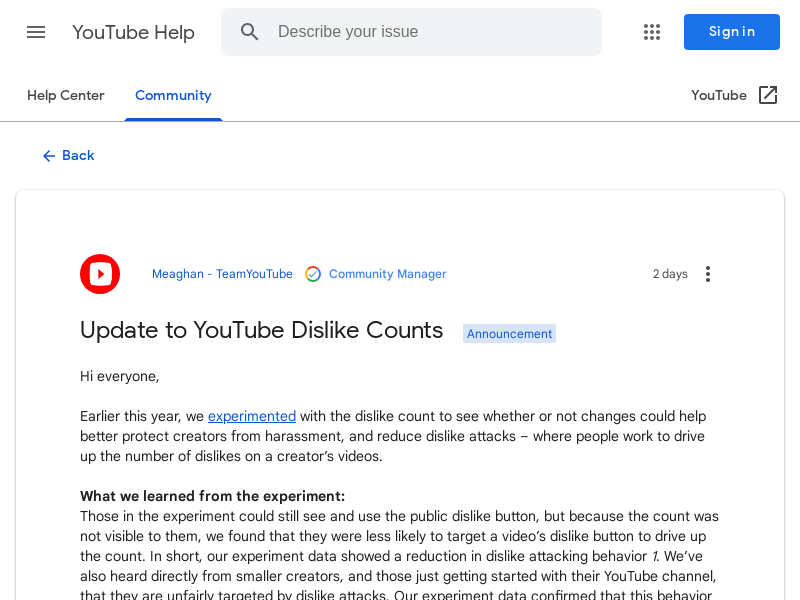 YouTube Help
Describe your issue
Sign in
Help Center
Community
YouTube
Back
Meaghan - TeamYouTube
Community Manager
2 days
Update to YouTube Dislike Counts
Announcement
Hi everyone,
Earlier this year, we experimented with the dislike count to see whether or not changes could help
better protect creators from harassment, and reduce dislike attacks – where people work to drive
up the number of dislikes on a creator’s videos.
What we learned from the experiment:
Those in the experiment could still see and use the public dislike button, but because the count was
not visible to them, we found that they were less likely to target a video’s dislike button to drive up
the count. In short, our experiment data showed a reduction in dislike attacking behavior 1. We’ve
also heard directly from smaller creators, and those just getting started with their YouTube channel,
that they are unfairly targeted by dislike attacks. Our experiment data confirmed that this behavior